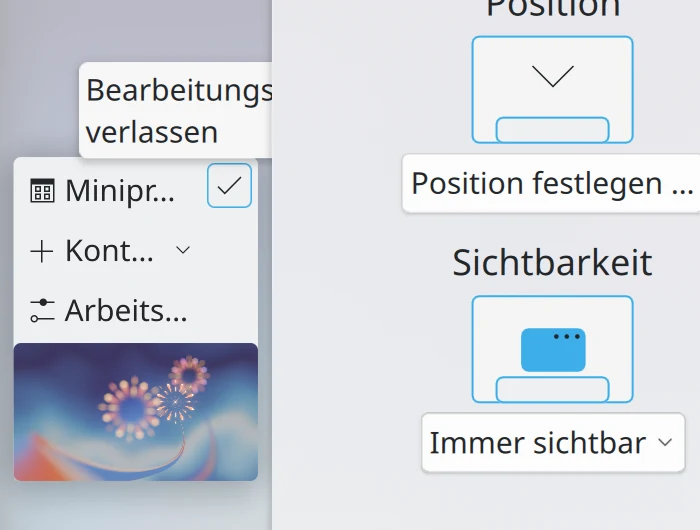 Bearbeitungs
verlassen
Minipr...
Kont...
Arbeits...
Position
Position festlegen ...
Sichtbarkeit
Immer sichtbar